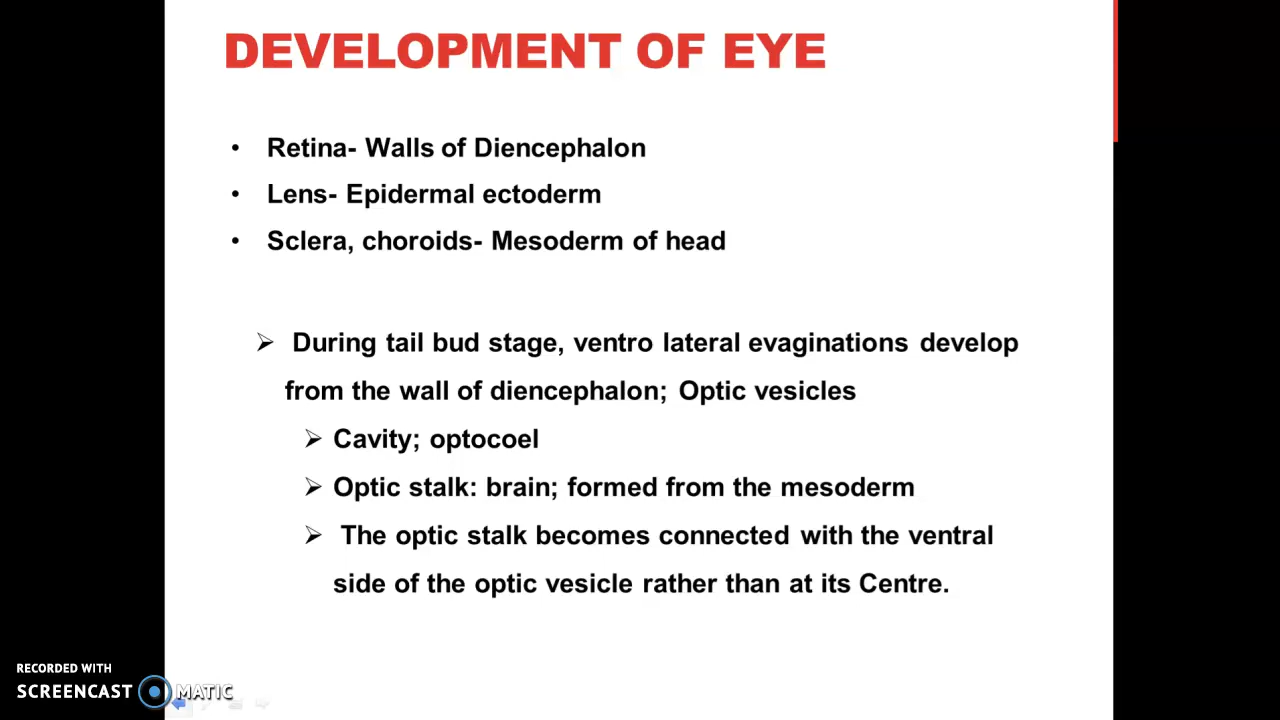 DEVELOPMENT OF EYE
• Retina- Walls of Diencephalon
• Lens- Epidermal ectoderm
• Sclera, choroids- Mesoderm of head
➢ During tail bud stage, ventro lateral evaginations develop
from the wall of diencephalon; Optic vesicles
➢ Cavity; optocoel
➢ Optic stalk: brain; formed from the mesoderm
➢ The optic stalk becomes connected with the ventral
side of the optic vesicle rather than at its Centre.
RECORDED WITH
SCREENCAST MATIC